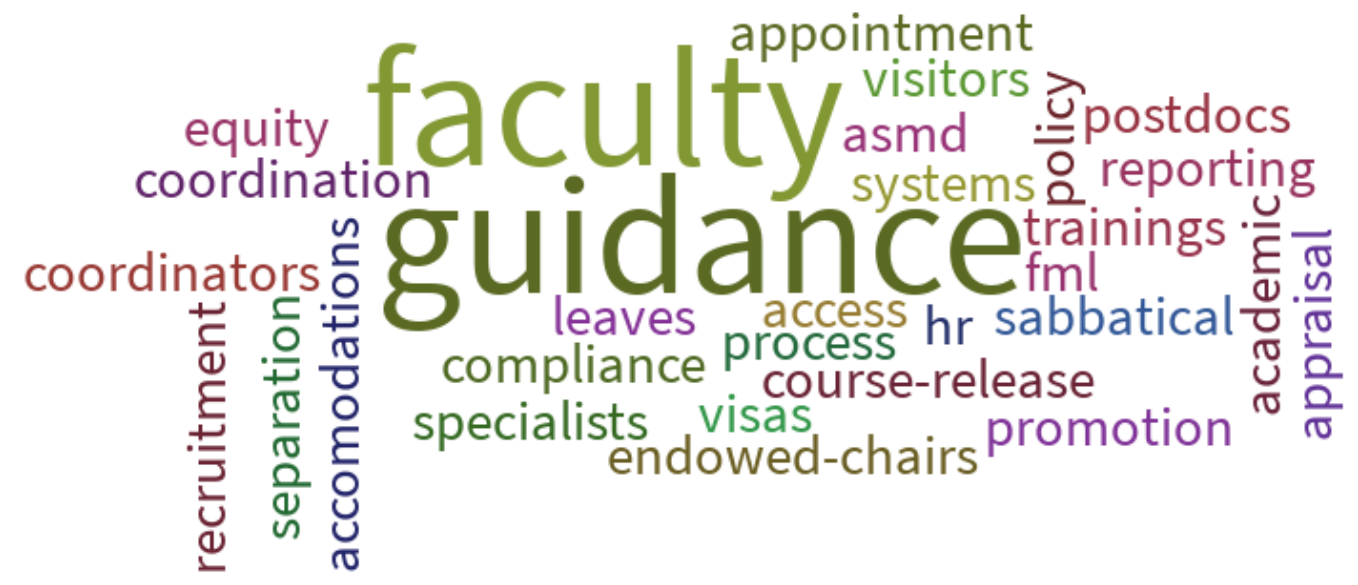 appointment
faculty
visitors
equity
asmd
policy
postdocs
coordination
systems
reporting
guidance
trainings
academic
coordinators
fml
appraisal
recruitment
separation
accomodations
leaves
access
hr
sabbatical
process
compliance
course-release
specialists
visas
promotion
endowed-chairs